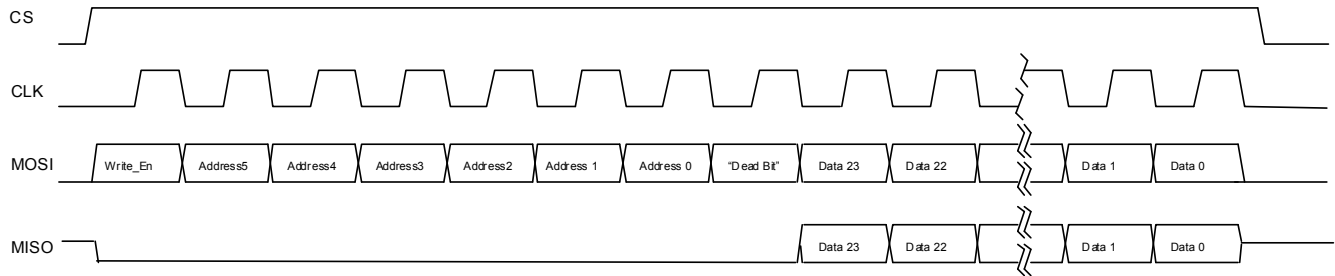 CS
CLK
MOSI Write_En Address5 Address4 Address3 Address2 Address 1 Address 0 “Dead Bit” Data 23 Data 22 Data 1 Data 0
MISO Data 23 Data 22 Data 1 Data 0